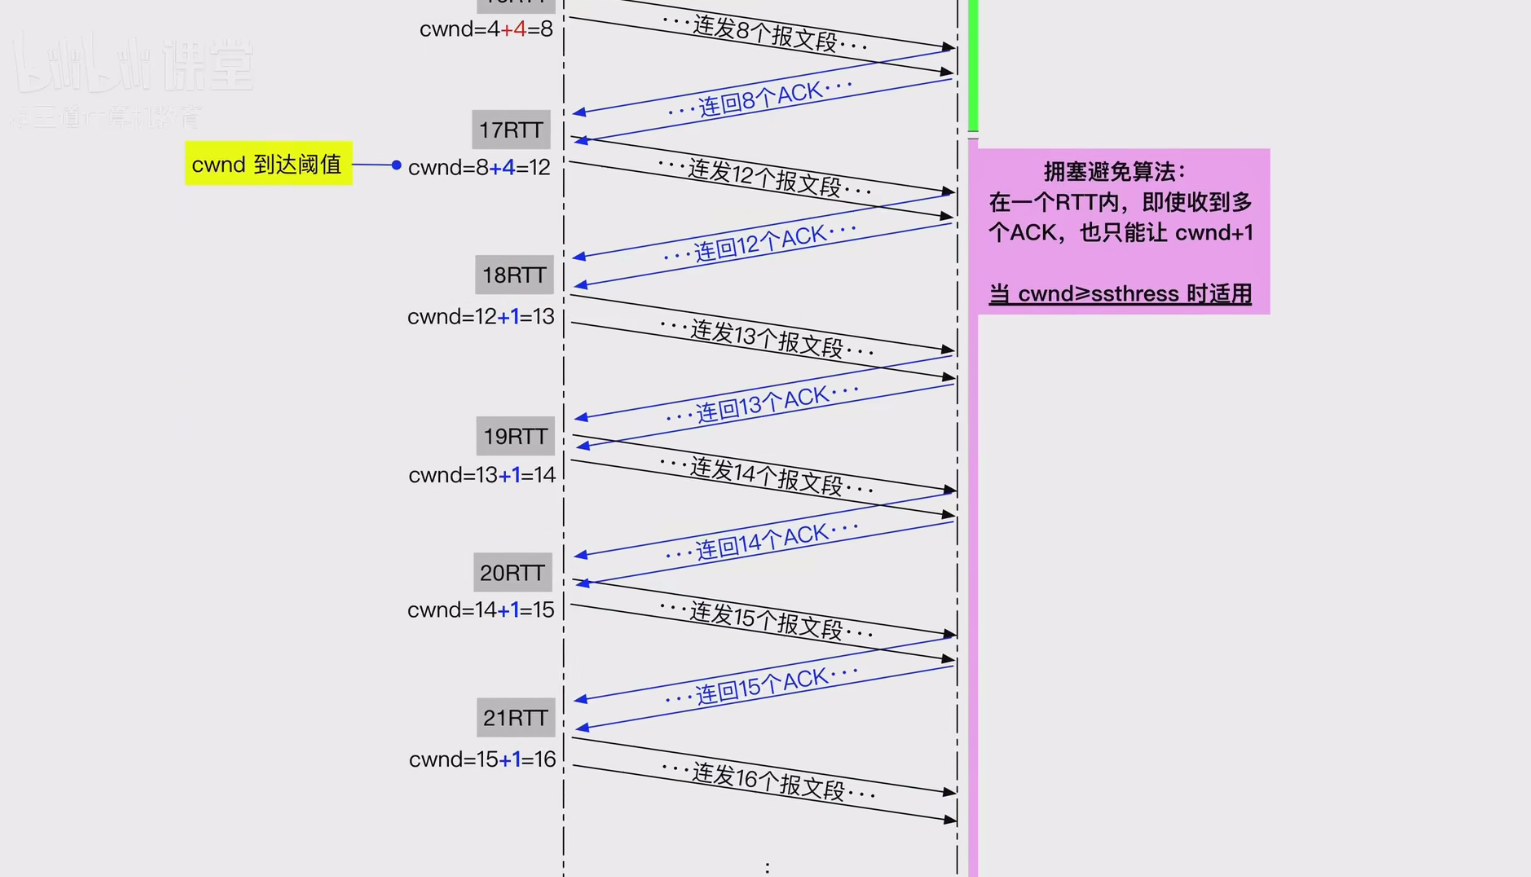 cwnd=4+4=8
···连发8个报文段···
bilibili 课堂
···连回8个ACK···
17RTT
cwnd 到达阈值
cwnd=8+4=12
···连发12个报文段···
拥塞避免算法：
在一个RTT内，即使收到多
个ACK，也只能让 cwnd+1
当 cwnd≥ssthresh 时适用
···连回12个ACK···
18RTT
cwnd=12+1=13
···连发13个报文段···
···连回13个ACK···
19RTT
cwnd=13+1=14
···连发14个报文段···
···连回14个ACK···
20RTT
cwnd=14+1=15
···连发15个报文段···
···连回15个ACK···
21RTT
cwnd=15+1=16
···连发16个报文段···
: